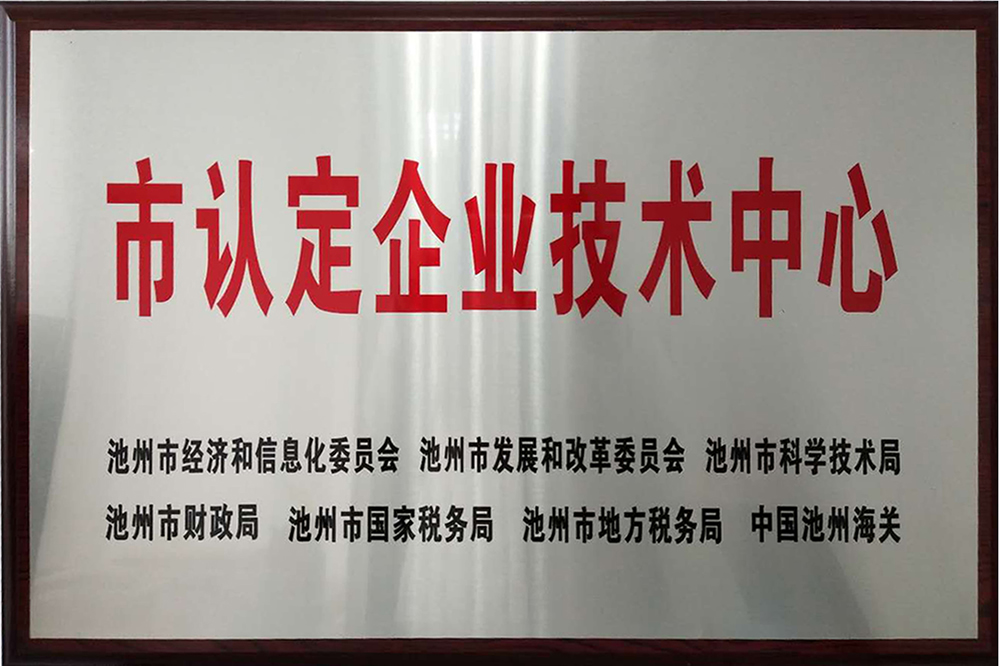 市认定企业技术中心
池州市经济和信息化委员会 池州市发展和改革委员会 池州市科学技术局
池州市财政局 池州市国家税务局 池州市地方税务局 中国池州海关